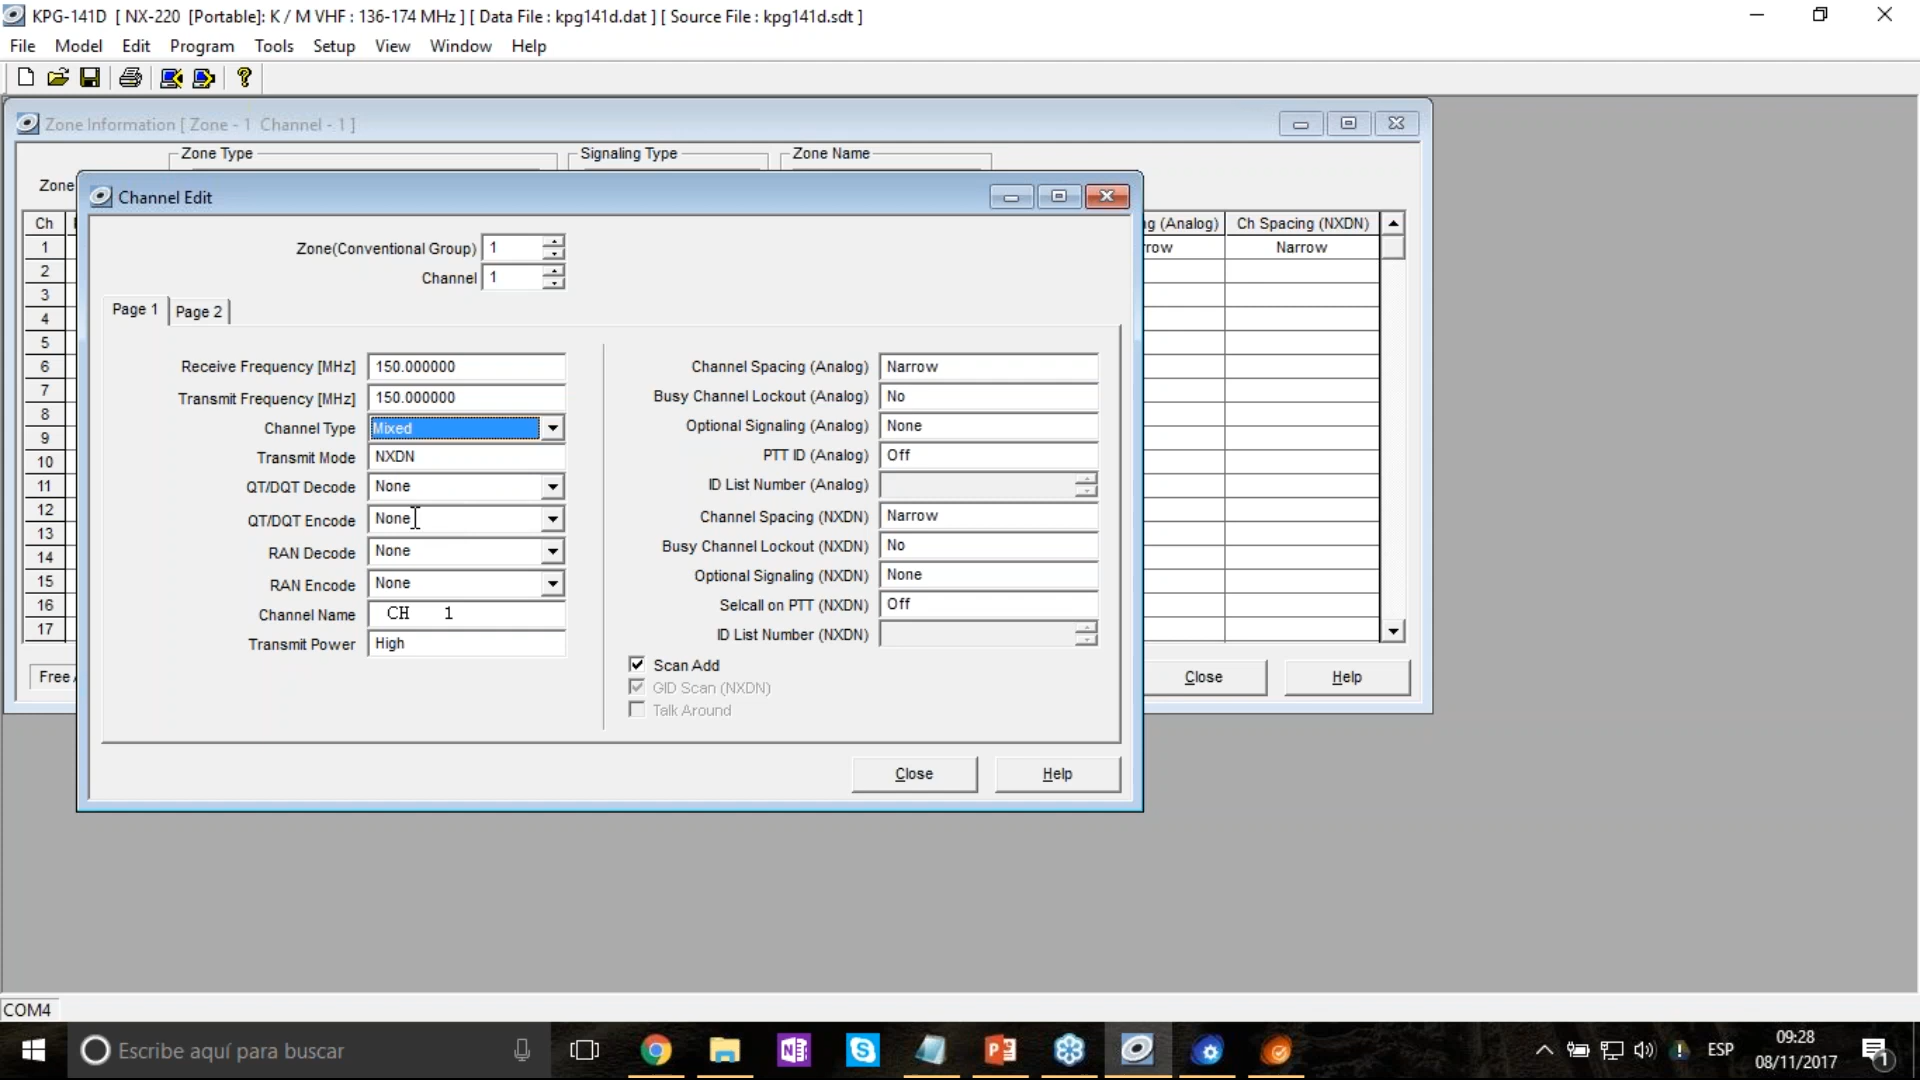 KPG-141D [ NX-220 [Portable]: K / M VHF : 136-174 MHz ] [ Data File : kpg141d.dat ] [ Source File : kpg141d.sdt ]
File Model Edit Program Tools Setup View Window Help
Zone Information [ Zone - 1 Channel - 1 ]
Zone Type Signaling Type Zone Name
Zone
Channel Edit
Ch
g (Analog) Ch Spacing (NXDN)
1
row Narrow
2
3
4
5
6
7
8
9
10
11
12
13
14
15
16
17
Zone(Conventional Group) 1
Channel 1
Page 1 Page 2
Receive Frequency [MHz] 150.000000
Transmit Frequency [MHz] 150.000000
Channel Type Mixed
Transmit Mode NXDN
QT/DQT Decode None
QT/DQT Encode None
RAN Decode None
RAN Encode None
Channel Name CH 1
Transmit Power High
Channel Spacing (Analog) Narrow
Busy Channel Lockout (Analog) No
Optional Signaling (Analog) None
PTT ID (Analog) Off
ID List Number (Analog)
Channel Spacing (NXDN) Narrow
Busy Channel Lockout (NXDN) No
Optional Signaling (NXDN) None
Selcall on PTT (NXDN) Off
ID List Number (NXDN)
Scan Add
GID Scan (NXDN)
Talk Around
Close Help
Free
Close Help
COM4
Escribe aquí para buscar
ESP
09:28
08/11/2017
1